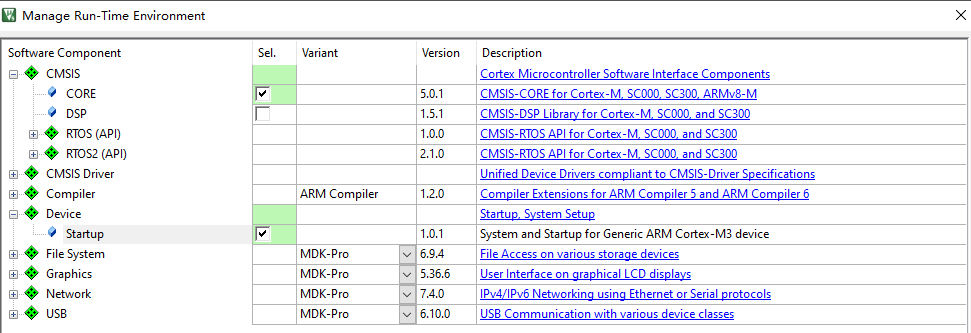 Manage Run-Time Environment
Software Component Sel. Variant Version Description
CMSIS Cortex Microcontroller Software Interface Components
CORE 5.0.1 CMSIS-CORE for Cortex-M, SC000, SC300, ARMv8-M
DSP 1.5.1 CMSIS-DSP Library for Cortex-M, SC000, and SC300
RTOS (API) 1.0.0 CMSIS-RTOS API for Cortex-M, SC000, and SC300
RTOS2 (API) 2.1.0 CMSIS-RTOS API for Cortex-M, SC000, and SC300
CMSIS Driver Unified Device Drivers compliant to CMSIS-Driver Specifications
Compiler ARM Compiler 1.2.0 Compiler Extensions for ARM Compiler 5 and ARM Compiler 6
Device Startup, System Setup
Startup 1.0.1 System and Startup for Generic ARM Cortex-M3 device
File System MDK-Pro 6.9.4 File Access on various storage devices
Graphics MDK-Pro 5.36.6 User Interface on graphical LCD displays
Network MDK-Pro 7.4.0 IPv4/IPv6 Networking using Ethernet or Serial protocols
USB MDK-Pro 6.10.0 USB Communication with various device classes